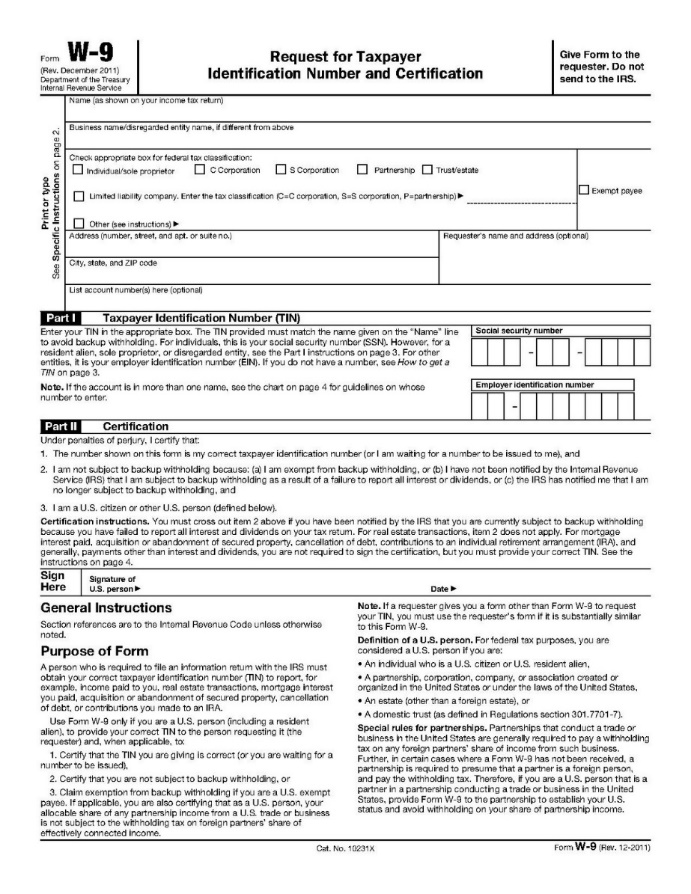 Form W-9
(Rev. December 2011)
Department of the Treasury
Internal Revenue Service
Request for Taxpayer
Identification Number and Certification
Give Form to the
requester. Do not
send to the IRS.
Print or type
See Specific Instructions on page 2.
Name (as shown on your income tax return)
Business name/disregarded entity name, if different from above
Check appropriate box for federal tax classification:
Individual/sole proprietor C Corporation S Corporation Partnership Trust/estate
Limited liability company. Enter the tax classification (C=C corporation, S=S corporation, P=partnership) ▶
Exempt payee
Other (see instructions) ▶
Address (number, street, and apt. or suite no.)
Requester's name and address (optional)
City, state, and ZIP code
List account number(s) here (optional)
Part I Taxpayer Identification Number (TIN)
Enter your TIN in the appropriate box. The TIN provided must match the name given on the “Name” line
to avoid backup withholding. For individuals, this is your social security number (SSN). However, for a
resident alien, sole proprietor, or disregarded entity, see the Part I instructions on page 3. For other
entities, it is your employer identification number (EIN). If you do not have a number, see How to get a
TIN on page 3.
Note. If the account is in more than one name, see the chart on page 4 for guidelines on whose
number to enter.
Social security number
– –
Employer identification number
–
Part II Certification
Under penalties of perjury, I certify that:
1. The number shown on this form is my correct taxpayer identification number (or I am waiting for a number to be issued to me), and
2. I am not subject to backup withholding because: (a) I am exempt from backup withholding, or (b) I have not been notified by the Internal Revenue
Service (IRS) that I am subject to backup withholding as a result of a failure to report all interest or dividends, or (c) the IRS has notified me that I am
no longer subject to backup withholding, and
3. I am a U.S. citizen or other U.S. person (defined below).
Certification instructions. You must cross out item 2 above if you have been notified by the IRS that you are currently subject to backup withholding
because you have failed to report all interest and dividends on your tax return. For real estate transactions, item 2 does not apply. For mortgage
interest paid, acquisition or abandonment of secured property, cancellation of debt, contributions to an individual retirement arrangement (IRA), and
generally, payments other than interest and dividends, you are not required to sign the certification, but you must provide your correct TIN. See the
instructions on page 4.
Sign
Here
Signature of
U.S. person ▶
Date ▶
General Instructions
Section references are to the Internal Revenue Code unless otherwise
noted.
Purpose of Form
A person who is required to file an information return with the IRS must
obtain your correct taxpayer identification number (TIN) to report, for
example, income paid to you, real estate transactions, mortgage interest
you paid, acquisition or abandonment of secured property, cancellation
of debt, or contributions you made to an IRA.
Use Form W-9 only if you are a U.S. person (including a resident
alien), to provide your correct TIN to the person requesting it (the
requester) and, when applicable, to:
1. Certify that the TIN you are giving is correct (or you are waiting for a
number to be issued),
2. Certify that you are not subject to backup withholding, or
3. Claim exemption from backup withholding if you are a U.S. exempt
payee. If applicable, you are also certifying that as a U.S. person, your
allocable share of any partnership income from a U.S. trade or business
is not subject to the withholding tax on foreign partners' share of
effectively connected income.
Note. If a requester gives you a form other than Form W-9 to request
your TIN, you must use the requester's form if it is substantially similar
to this Form W-9.
Definition of a U.S. person. For federal tax purposes, you are
considered a U.S. person if you are:
• An individual who is a U.S. citizen or U.S. resident alien,
• A partnership, corporation, company, or association created or
organized in the United States or under the laws of the United States,
• An estate (other than a foreign estate), or
• A domestic trust (as defined in Regulations section 301.7701-7).
Special rules for partnerships. Partnerships that conduct a trade or
business in the United States are generally required to pay a withholding
tax on any foreign partners' share of income from such business.
Further, in certain cases where a Form W-9 has not been received, a
partnership is required to presume that a partner is a foreign person,
and pay the withholding tax. Therefore, if you are a U.S. person that is a
partner in a partnership conducting a trade or business in the United
States, provide Form W-9 to the partnership to establish your U.S.
status and avoid withholding on your share of partnership income.
Cat. No. 10231X
Form W-9 (Rev. 12-2011)